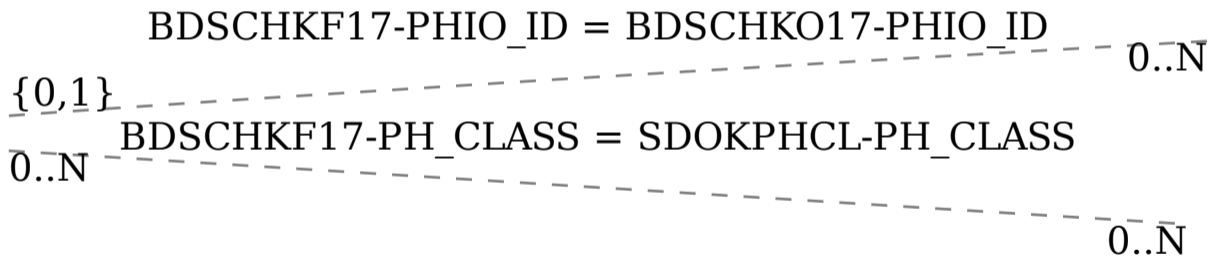 BDSCHKF17-PHIO_ID = BDSCHKO17-PHIO_ID
0..N
{0,1}
BDSCHKF17-PH_CLASS = SDOKPHCL-PH_CLASS
0..N
0..N